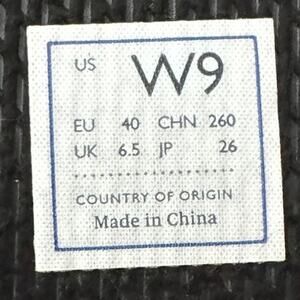 US W9
EU 40 CHN 260
UK 6.5 JP 26
COUNTRY OF ORIGIN
Made in China